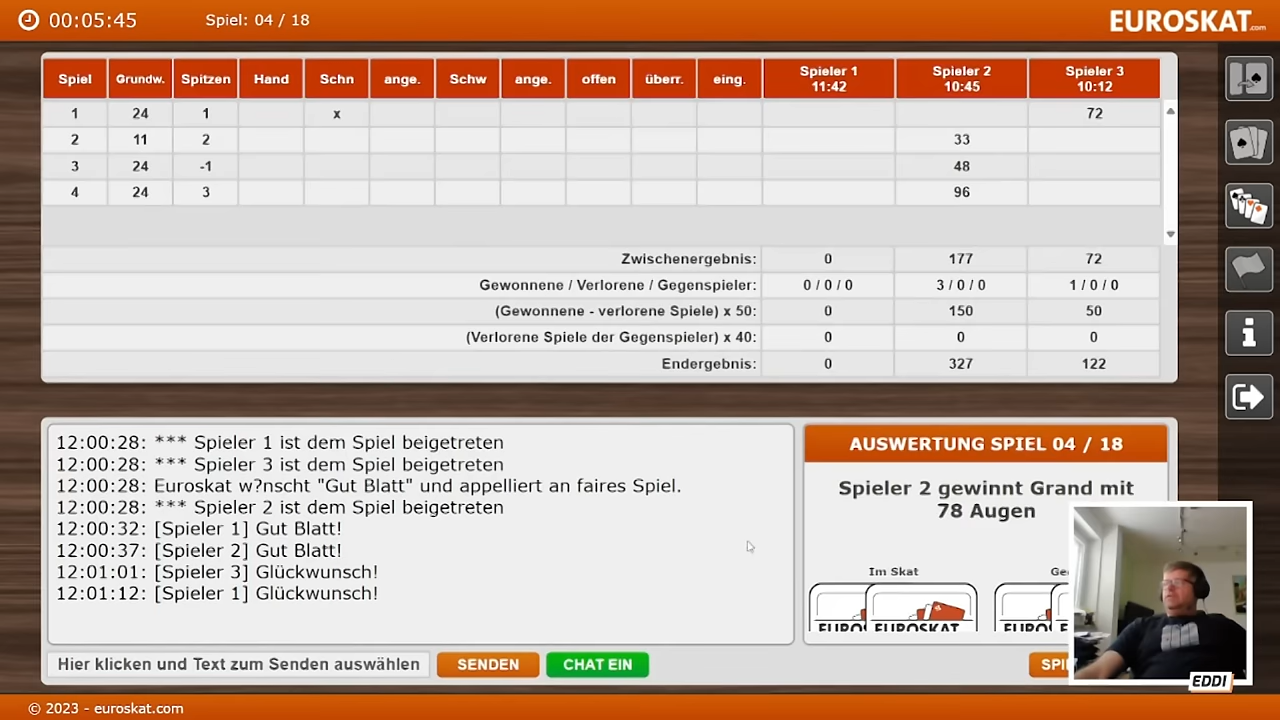 00:05:45 Spiel: 04 / 18 EUROSKAT.com
Spiel Grundw. Spitzen Hand Schn ange. Schw ange. offen überr. eing. Spieler 1 11:42 Spieler 2 10:45 Spieler 3 10:12
1 24 1 x 72
2 11 2 33
3 24 -1 48
4 24 3 96
Zwischenergebnis: 0 177 72
Gewonnene / Verlorene / Gegenspieler: 0 / 0 / 0 3 / 0 / 0 1 / 0 / 0
(Gewonnene - verlorene Spiele) x 50: 0 150 50
(Verlorene Spiele der Gegenspieler) x 40: 0 0 0
Endergebnis: 0 327 122
12:00:28: *** Spieler 1 ist dem Spiel beigetreten
12:00:28: *** Spieler 3 ist dem Spiel beigetreten
12:00:28: Euroskat w?nscht "Gut Blatt" und appelliert an faires Spiel.
12:00:28: *** Spieler 2 ist dem Spiel beigetreten
12:00:32: [Spieler 1] Gut Blatt!
12:00:37: [Spieler 2] Gut Blatt!
12:01:01: [Spieler 3] Glückwunsch!
12:01:12: [Spieler 1] Glückwunsch!
Hier klicken und Text zum Senden auswählen SENDEN CHAT EIN
AUSWERTUNG SPIEL 04 / 18
Spieler 2 gewinnt Grand mit
78 Augen
Im Skat
EUROSKAT
EDDI
© 2023 - euroskat.com